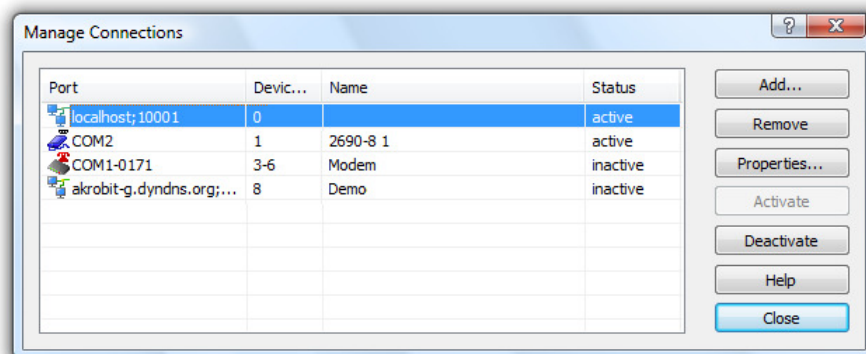 Manage Connections
Port Devic... Name Status
localhost;10001 0 active
COM2 1 2690-8 1 active
COM1-0171 3-6 Modem inactive
akrobit-g.dyndns.org;... 8 Demo inactive
Add...
Remove
Properties...
Activate
Deactivate
Help
Close